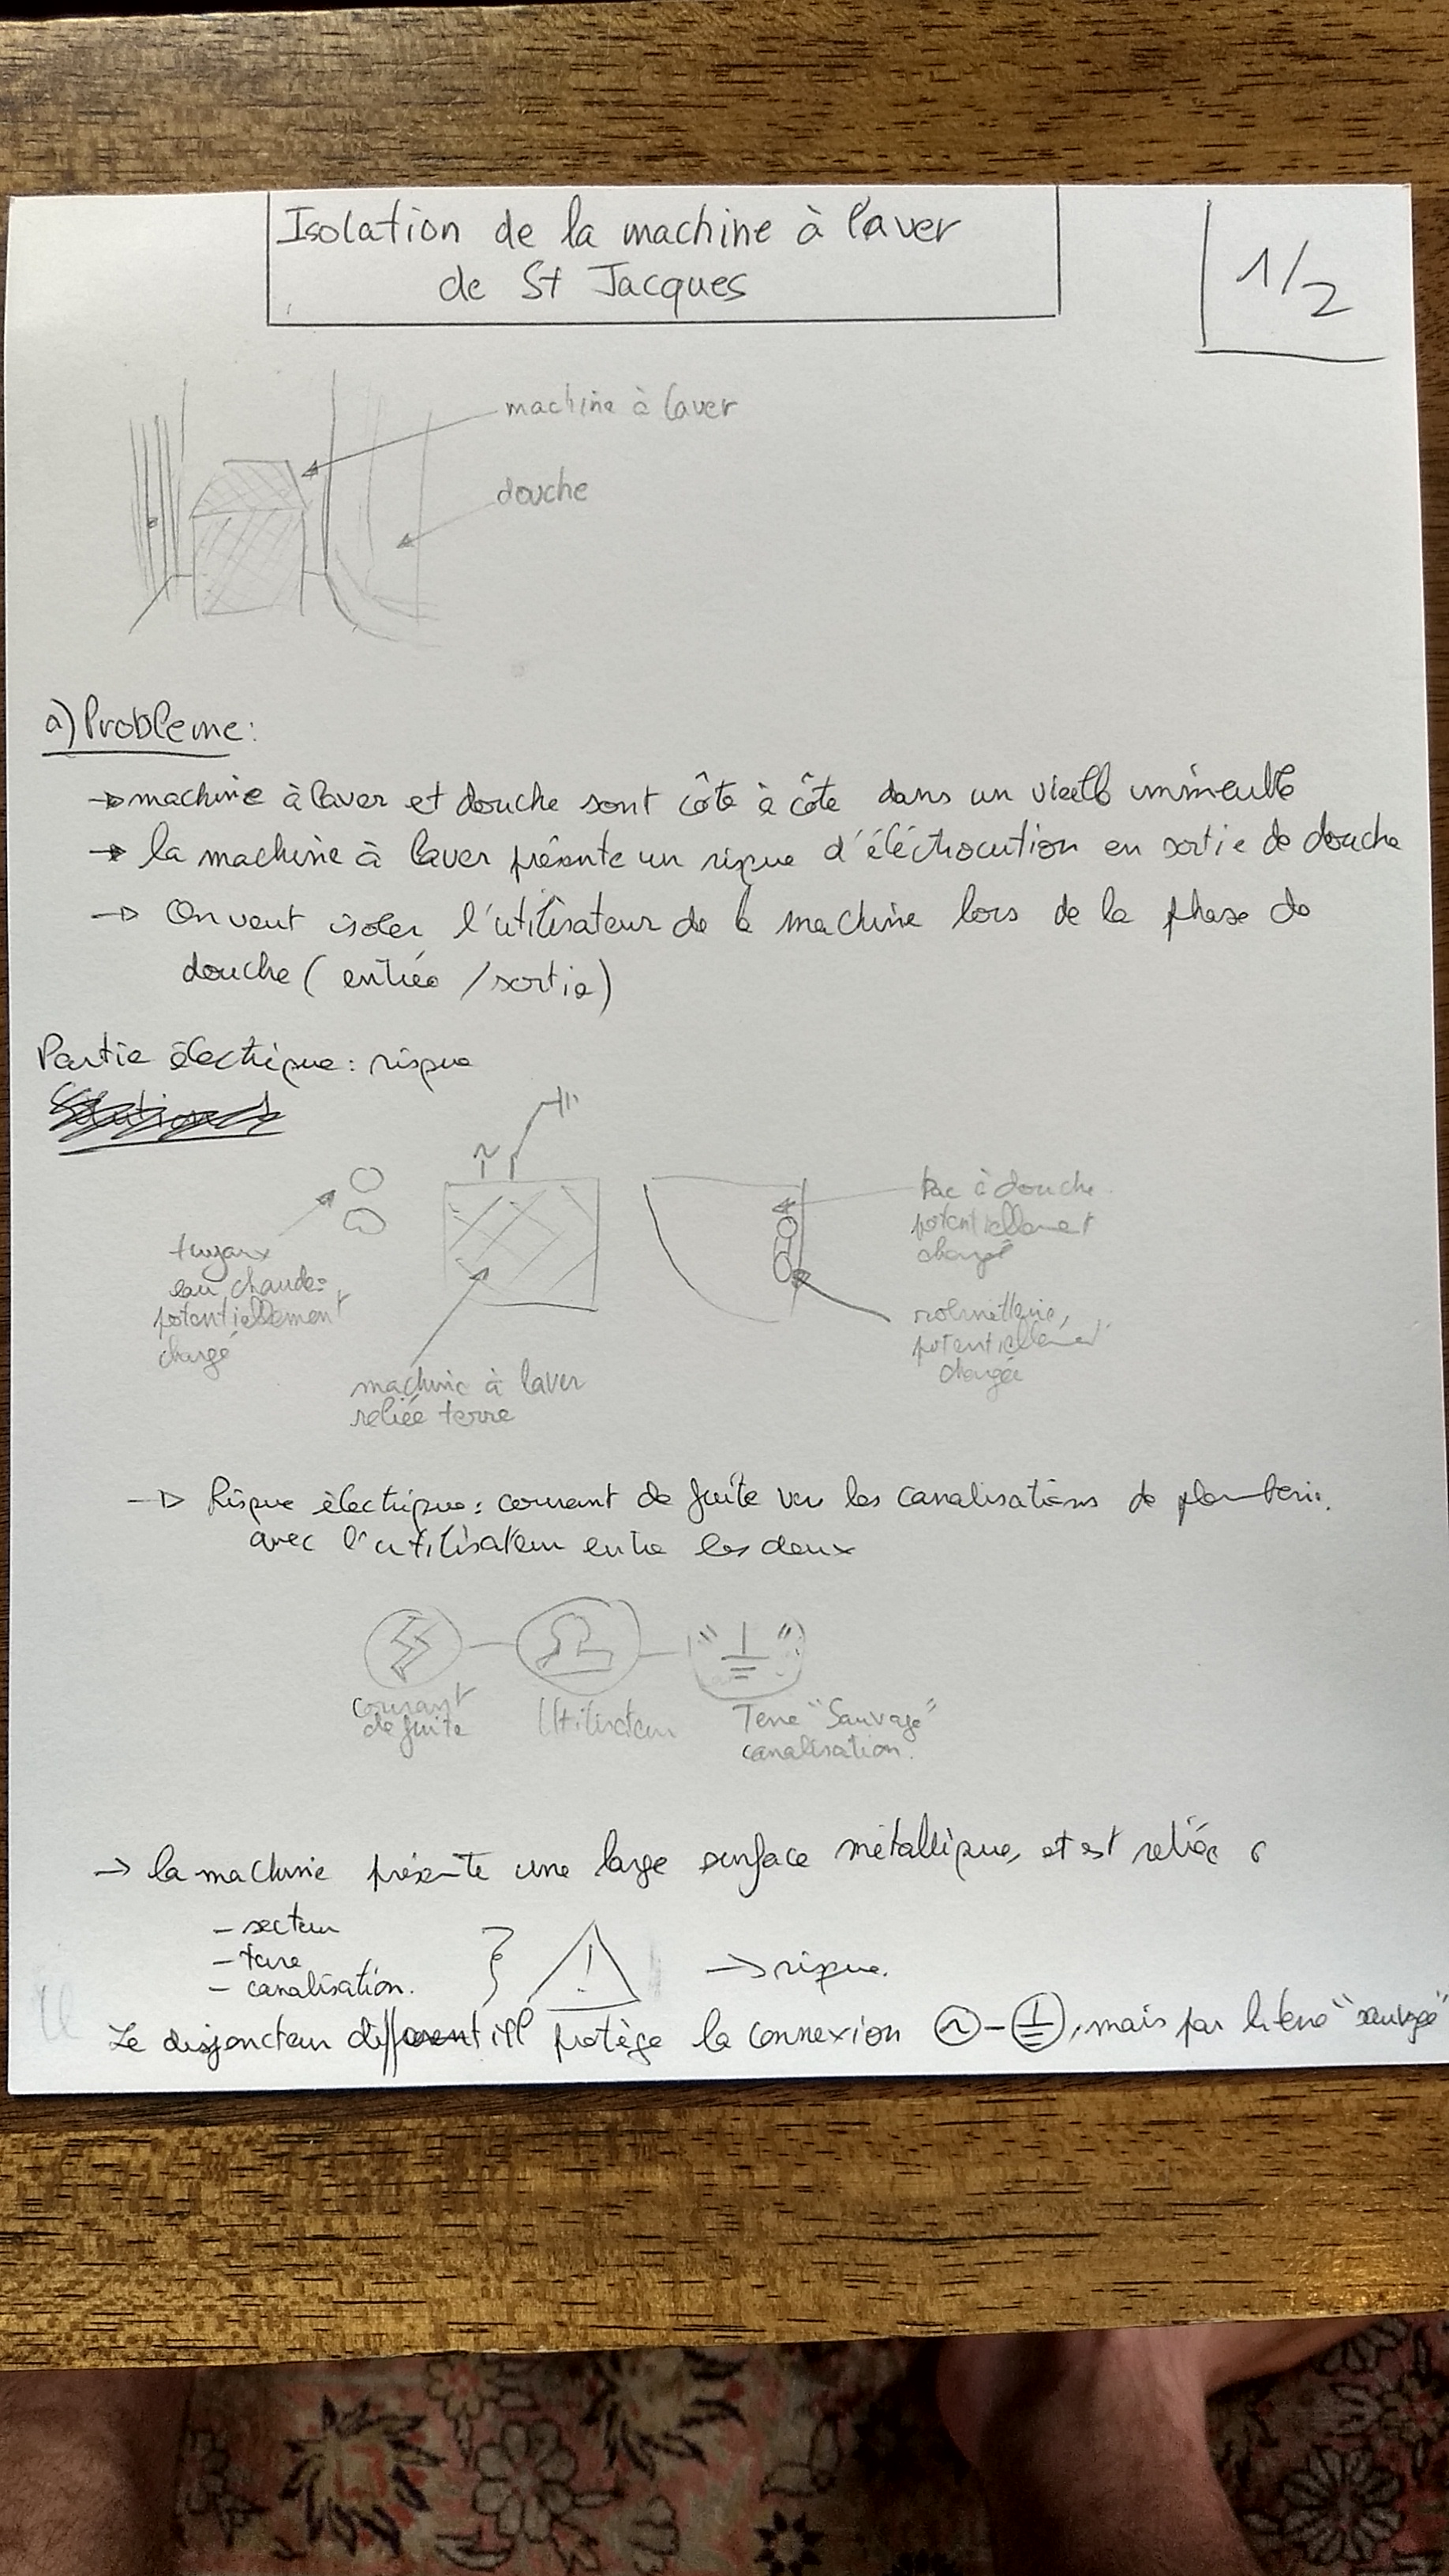 Isolation de la machine à laver
de St Jacques
1/2
machine à laver
douche
a) Probleme:
→ machine à laver et douche sont côte à côte dans un vieille immeuble
→ la machine à laver présente un risque d'éléctrocution en sortie de douche
→ On veut isoler l'utilisateur de la machine lors de la phase de
douche (entrée / sortie)
Partie électrique: risque
~
tuyaux
eau chaude:
potentiellement
chargé
machine à laver
reliée terre
bac à douche
potentiellement
chargé
robinetterie,
potentiellement
chargée
→ Risque électrique: courant de fuite vers les canalisations de plomberie.
avec l'utilisateur entre les deux
courant
de fuite
Utilisateur
Terre "Sauvage"
canalisation.
→ la machine présente une large surface métallique, et est reliée à
- secteur
- terre
- canalisation.
! → risque.
Le disjoncteur différentiel protège la connexion ~ - ⏚, mais pas la terre "sauvage"